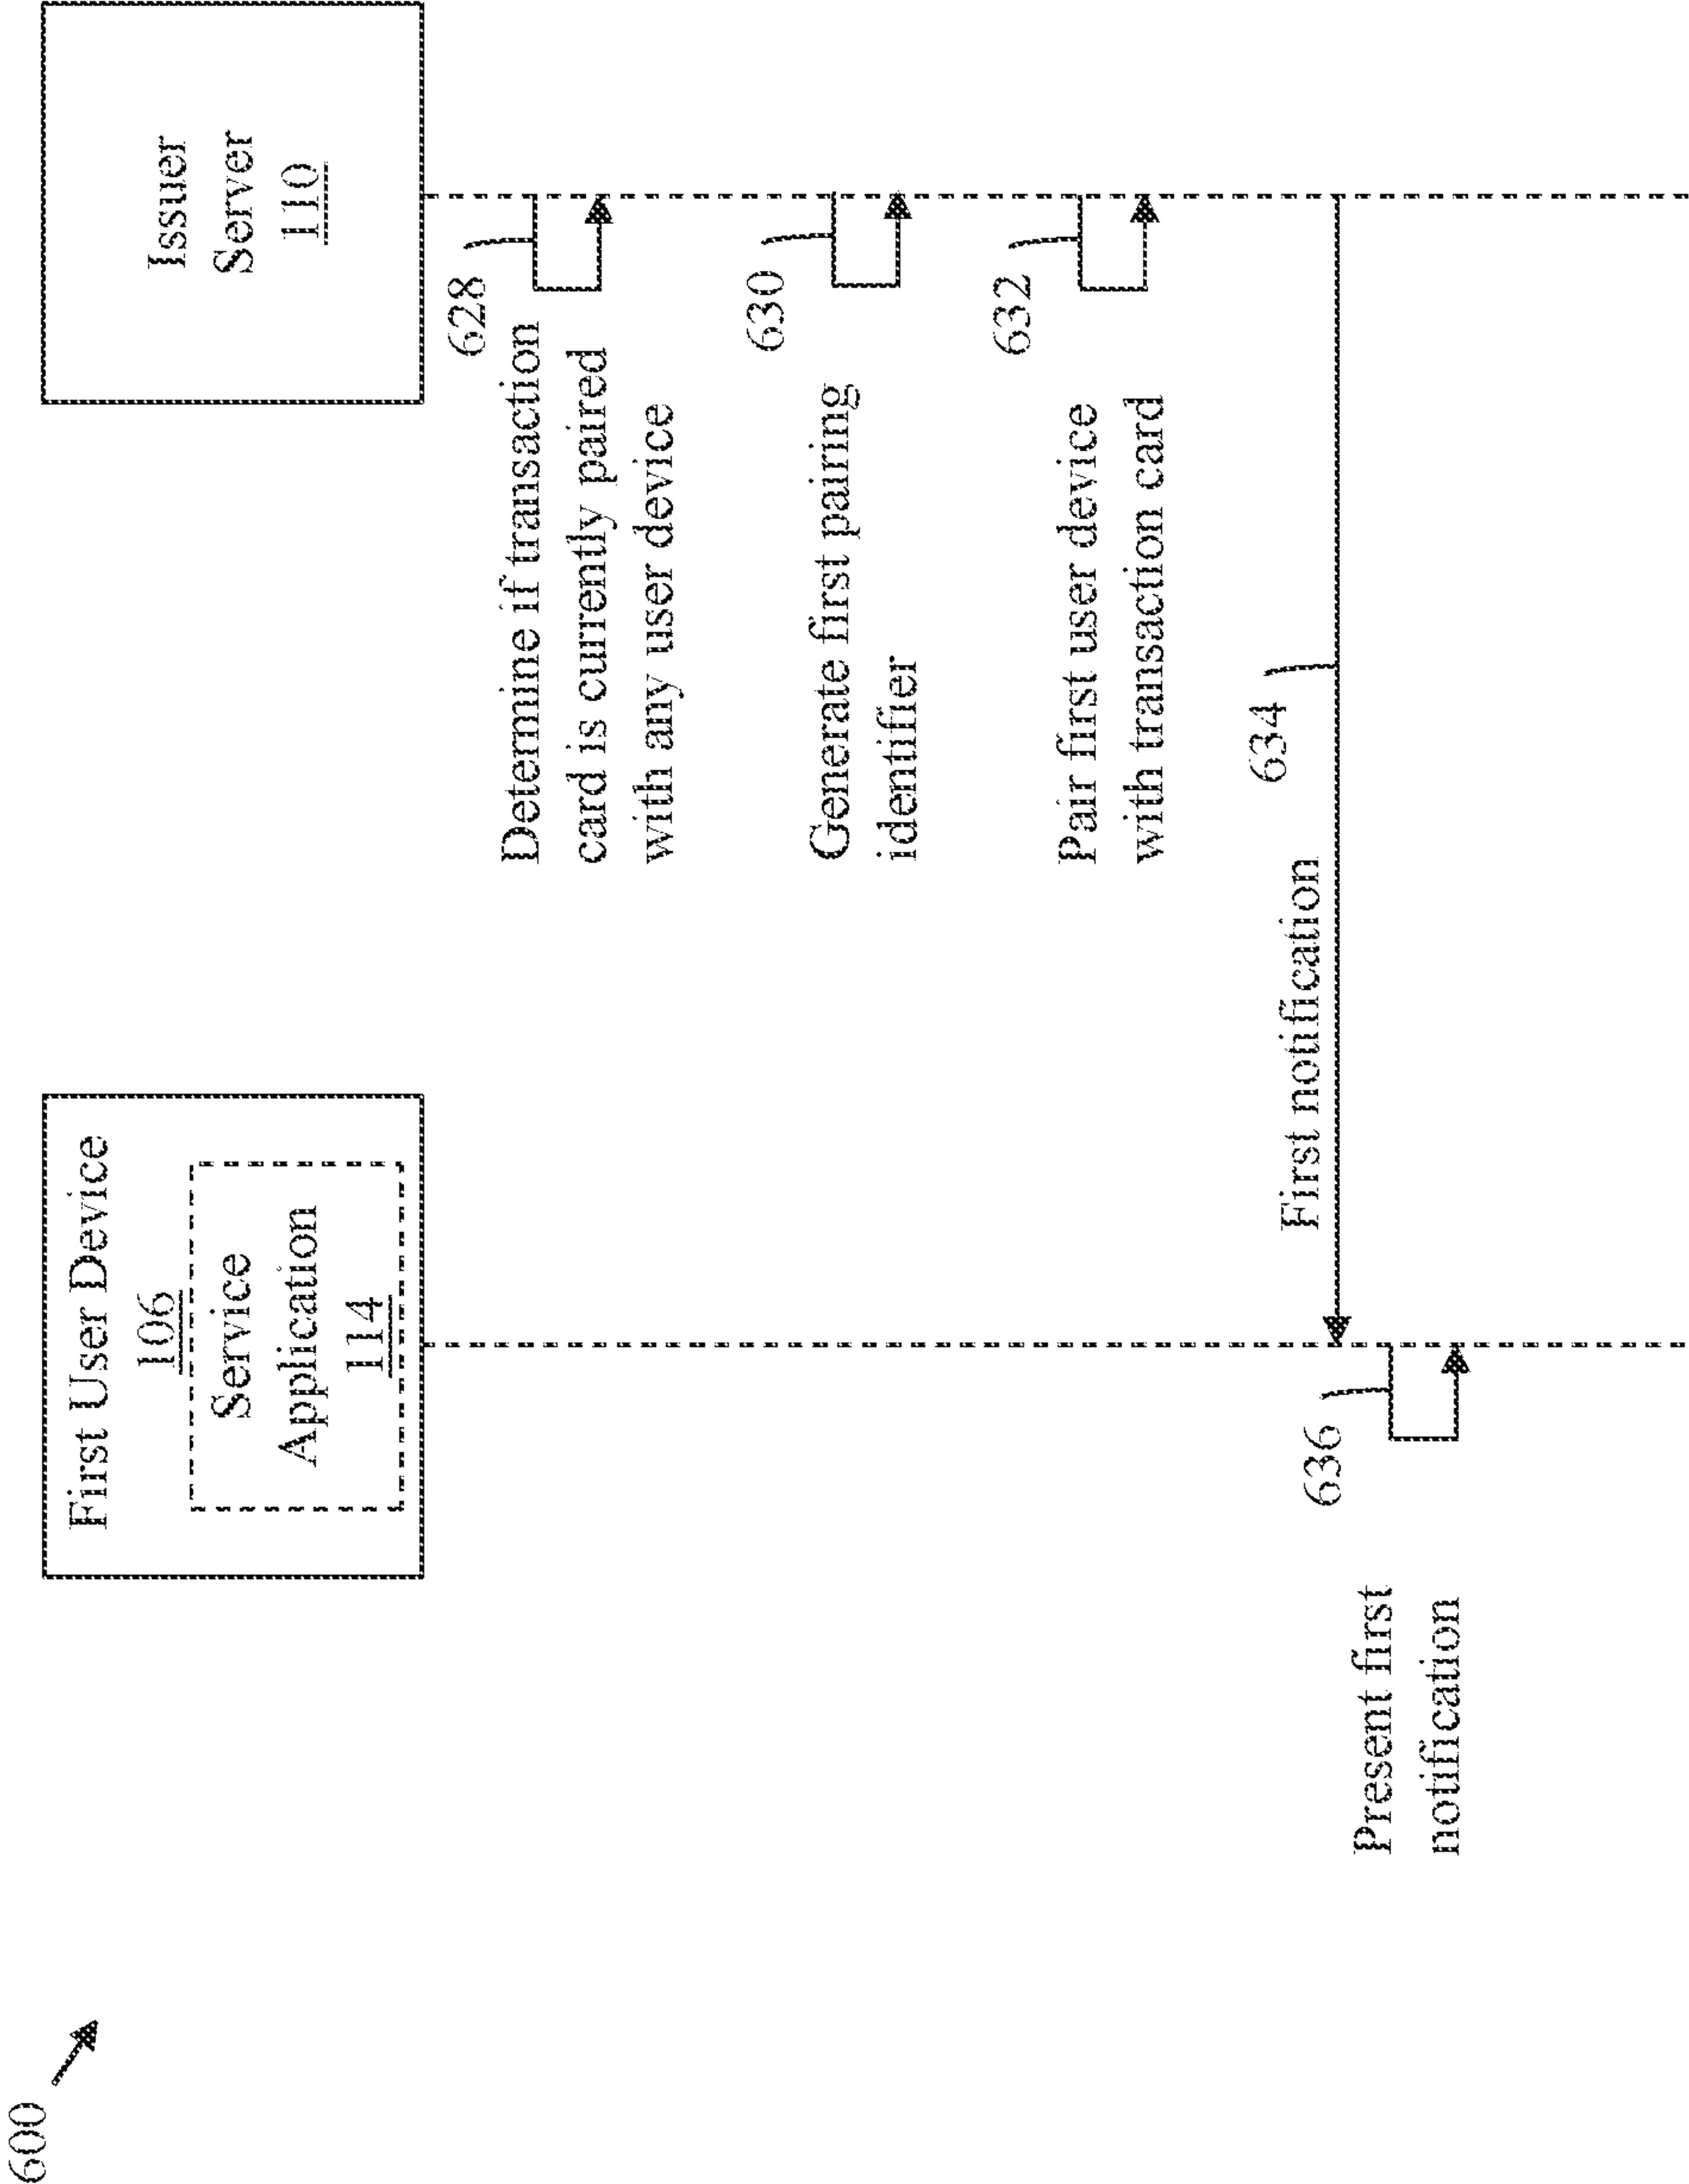 600
First User Device
106
Service
Application
114
Issuer
Server
110
628
Determine if transaction
card is currently paired
with any user device
630
Generate first pairing
identifier
632
Pair first user device
with transaction card
634
First notification
636
Present first
notification